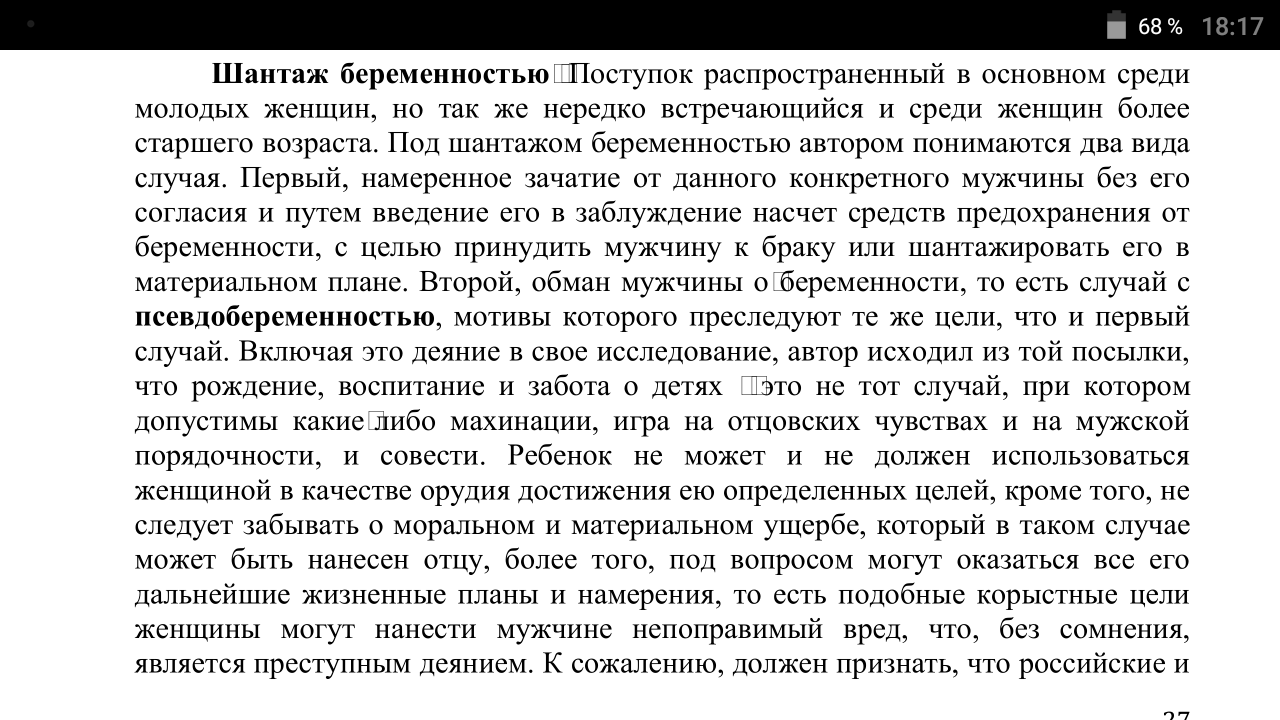 68 % 18:17
Шантаж беременностью Поступок распространенный в основном среди
молодых женщин, но так же нередко встречающийся и среди женщин более
старшего возраста. Под шантажом беременностью автором понимаются два вида
случая. Первый, намеренное зачатие от данного конкретного мужчины без его
согласия и путем введение его в заблуждение насчет средств предохранения от
беременности, с целью принудить мужчину к браку или шантажировать его в
материальном плане. Второй, обман мужчины о беременности, то есть случай с
псевдобеременностью, мотивы которого преследуют те же цели, что и первый
случай. Включая это деяние в свое исследование, автор исходил из той посылки,
что рождение, воспитание и забота о детях это не тот случай, при котором
допустимы какие либо махинации, игра на отцовских чувствах и на мужской
порядочности, и совести. Ребенок не может и не должен использоваться
женщиной в качестве орудия достижения ею определенных целей, кроме того, не
следует забывать о моральном и материальном ущербе, который в таком случае
может быть нанесен отцу, более того, под вопросом могут оказаться все его
дальнейшие жизненные планы и намерения, то есть подобные корыстные цели
женщины могут нанести мужчине непоправимый вред, что, без сомнения,
является преступным деянием. К сожалению, должен признать, что российские и